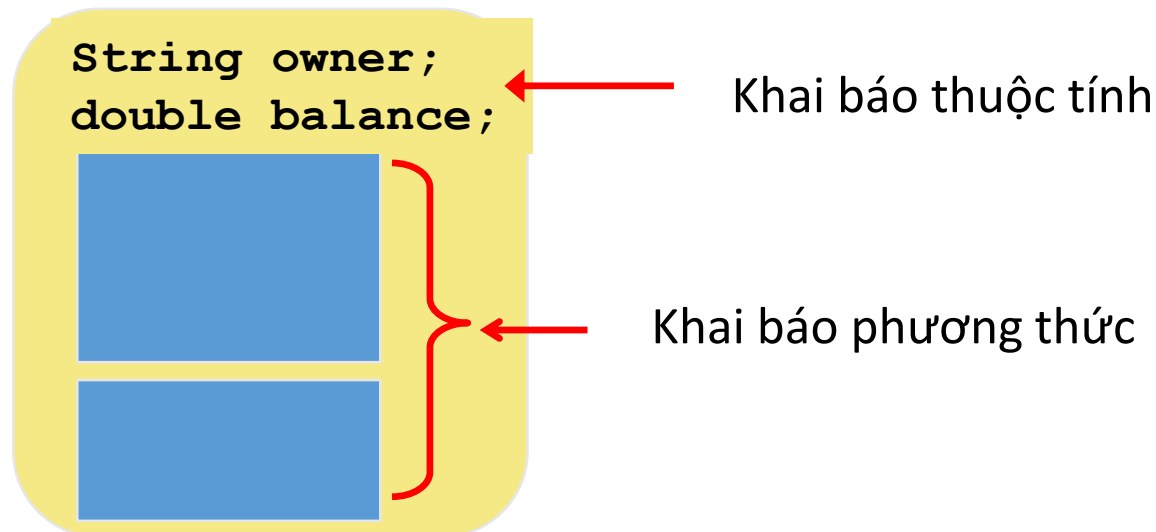 String owner;
double balance;
Khai báo thuộc tính
Khai báo phương thức